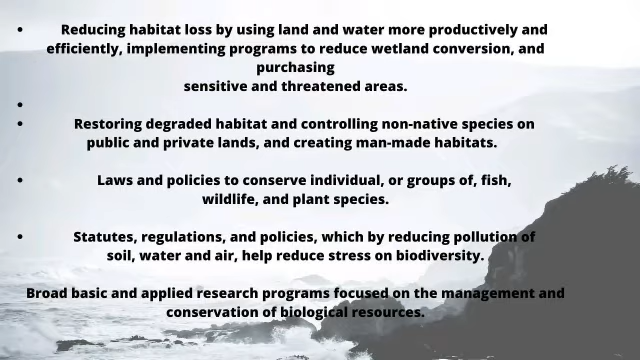 • Reducing habitat loss by using land and water more productively and
efficiently, implementing programs to reduce wetland conversion, and
purchasing
sensitive and threatened areas.
•
• Restoring degraded habitat and controlling non-native species on
public and private lands, and creating man-made habitats.
• Laws and policies to conserve individual, or groups of, fish,
wildlife, and plant species.
• Statutes, regulations, and policies, which by reducing pollution of
soil, water and air, help reduce stress on biodiversity. .
Broad basic and applied research programs focused on the management and
conservation of biological resources.